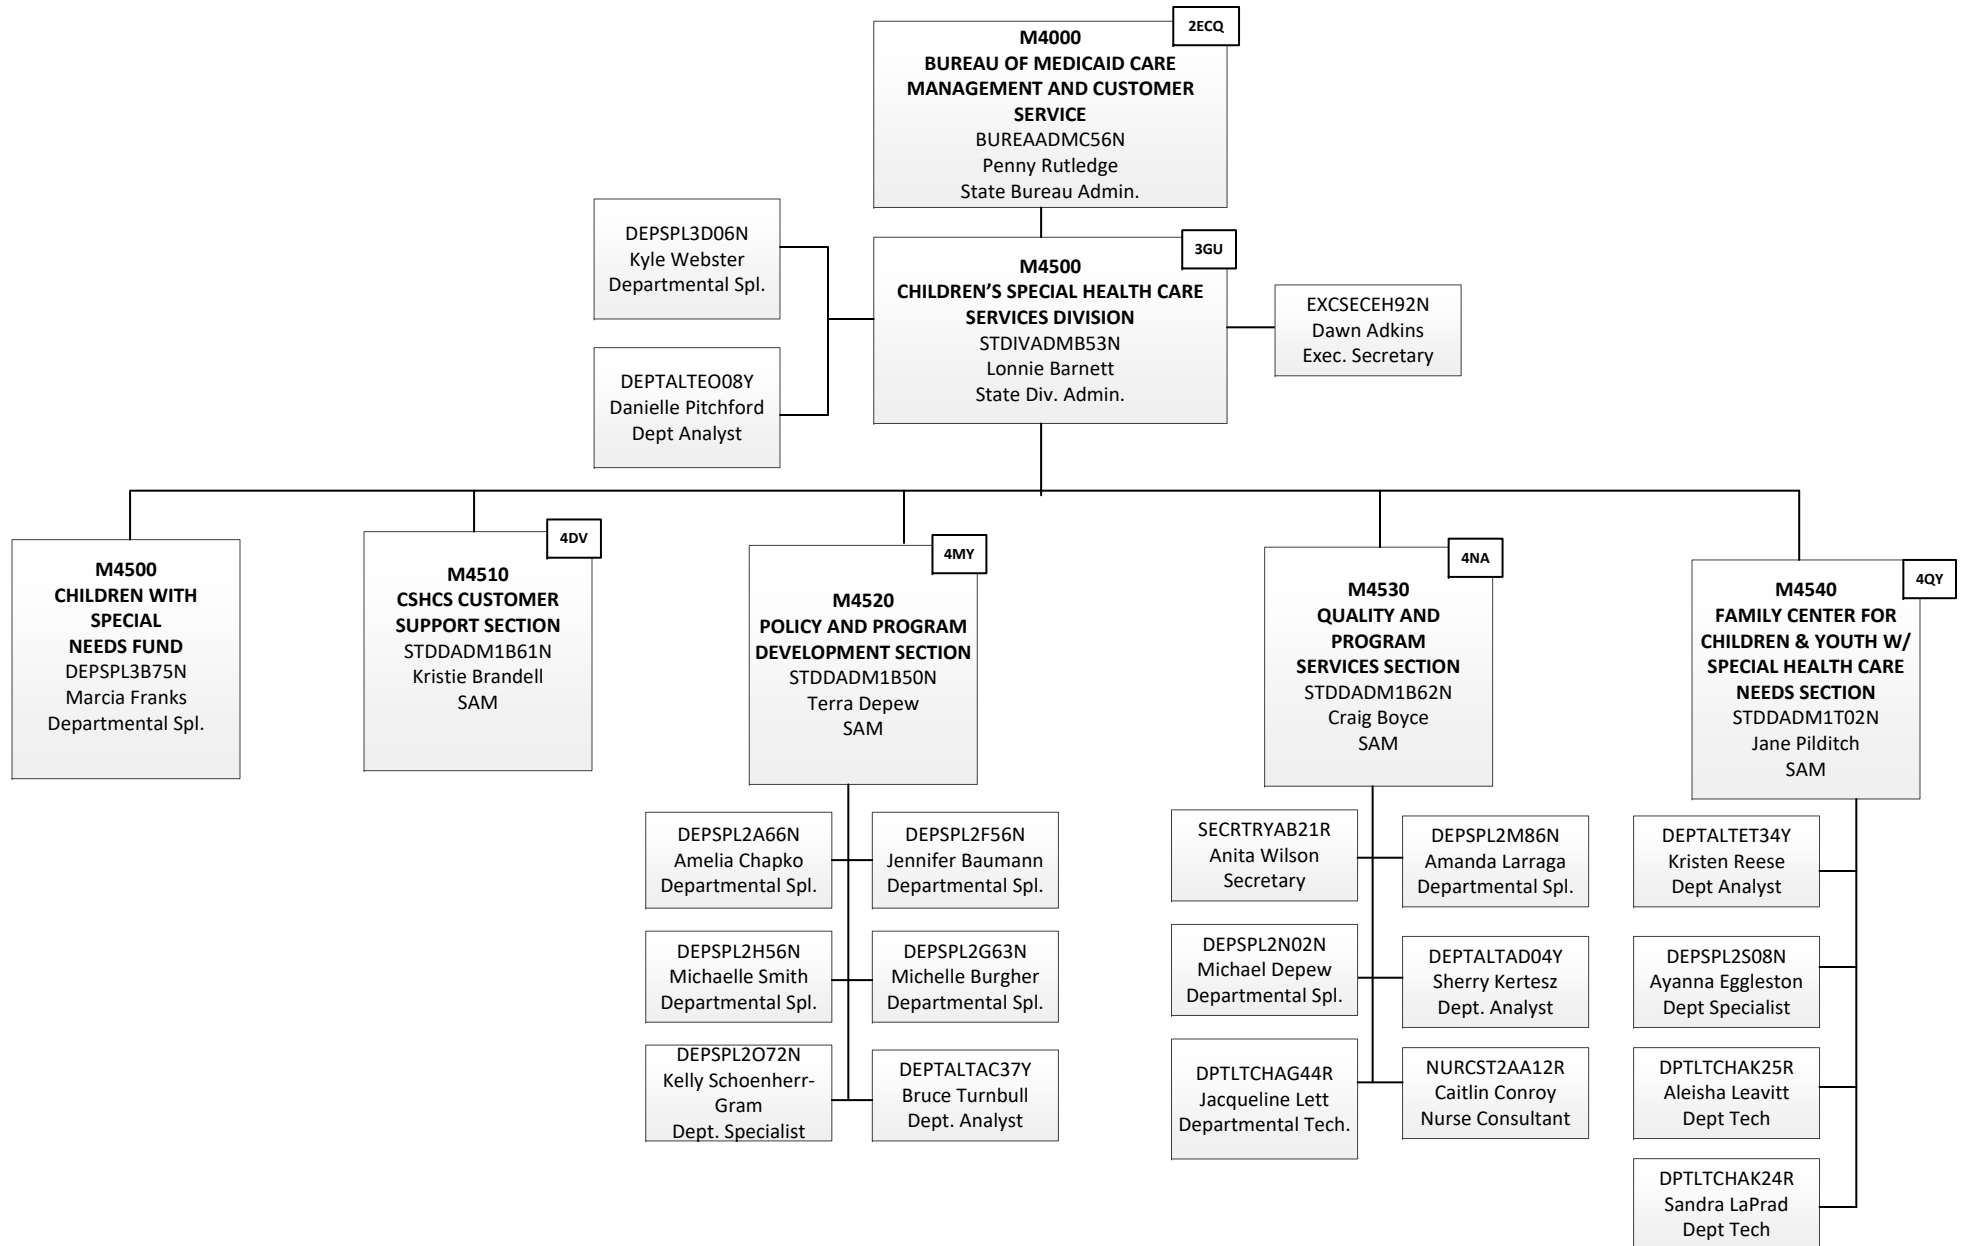 2ECQ
M4000
BUREAU OF MEDICAID CARE
MANAGEMENT AND CUSTOMER
SERVICE
BUREAADMC56N
Penny Rutledge
State Bureau Admin.
DEPSPL3D06N
Kyle Webster
Departmental Spl.
DEPTALTEO08Y
Danielle Pitchford
Dept Analyst
3GU
M4500
CHILDREN’S SPECIAL HEALTH CARE
SERVICES DIVISION
STDIVADMB53N
Lonnie Barnett
State Div. Admin.
EXCSECEH92N
Dawn Adkins
Exec. Secretary
M4500
CHILDREN WITH
SPECIAL
NEEDS FUND
DEPSPL3B75N
Marcia Franks
Departmental Spl.
4DV
M4510
CSHCS CUSTOMER
SUPPORT SECTION
STDDADM1B61N
Kristie Brandell
SAM
4MY
M4520
POLICY AND PROGRAM
DEVELOPMENT SECTION
STDDADM1B50N
Terra Depew
SAM
4NA
M4530
QUALITY AND
PROGRAM
SERVICES SECTION
STDDADM1B62N
Craig Boyce
SAM
4QY
M4540
FAMILY CENTER FOR
CHILDREN & YOUTH W/
SPECIAL HEALTH CARE
NEEDS SECTION
STDDADM1T02N
Jane Pilditch
SAM
DEPSPL2A66N
Amelia Chapko
Departmental Spl.
DEPSPL2F56N
Jennifer Baumann
Departmental Spl.
DEPSPL2H56N
Michaelle Smith
Departmental Spl.
DEPSPL2G63N
Michelle Burgher
Departmental Spl.
DEPSPL2O72N
Kelly Schoenherr-
Gram
Dept. Specialist
DEPTALTAC37Y
Bruce Turnbull
Dept. Analyst
SECRTRYAB21R
Anita Wilson
Secretary
DEPSPL2M86N
Amanda Larraga
Departmental Spl.
DEPSPL2N02N
Michael Depew
Departmental Spl.
DEPTALTAD04Y
Sherry Kertesz
Dept. Analyst
DPTLTCHAG44R
Jacqueline Lett
Departmental Tech.
NURCST2AA12R
Caitlin Conroy
Nurse Consultant
DEPTALTET34Y
Kristen Reese
Dept Analyst
DEPSPL2S08N
Ayanna Eggleston
Dept Specialist
DPTLTCHAK25R
Aleisha Leavitt
Dept Tech
DPTLTCHAK24R
Sandra LaPrad
Dept Tech